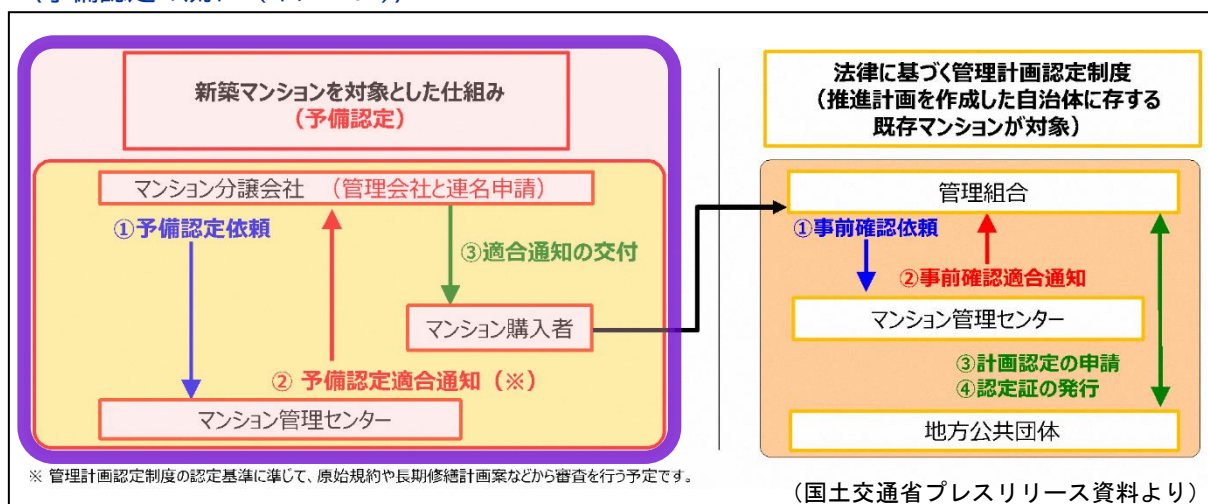 新築マンションを対象とした仕組み
(予備認定)
マンション分譲会社 (管理会社と連名申請)
①予備認定依頼
③適合通知の交付
マンション購入者
② 予備認定適合通知(※)
マンション管理センター
※ 管理計画認定制度の認定基準に準じて、原始規約や長期修繕計画案などから審査を行う予定です。
法律に基づく管理計画認定制度
(推進計画を作成した自治体に存する
既存マンションが対象)
管理組合
①事前確認依頼
②事前確認適合通知
マンション管理センター
③計画認定の申請
④認定証の発行
地方公共団体
(国土交通省プレスリリース資料より)